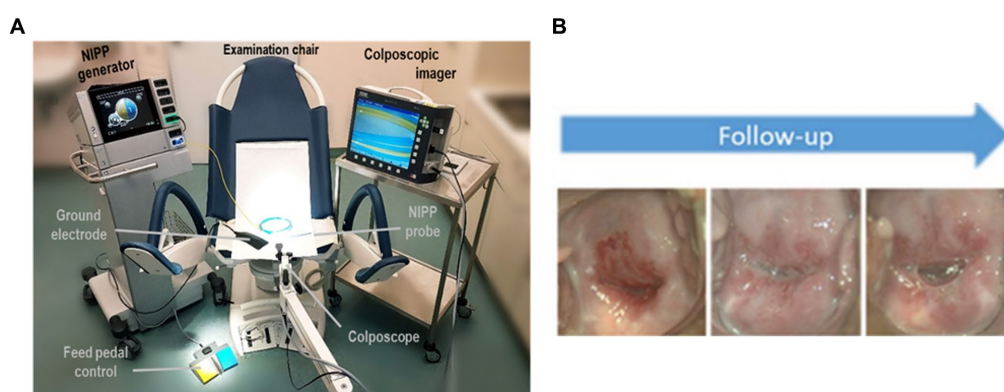 A
B
NIPP
generator
Examination chair
Colposcopic
imager
Follow-up
Ground
electrode
NIPP
probe
Colposcope
Feed pedal
control